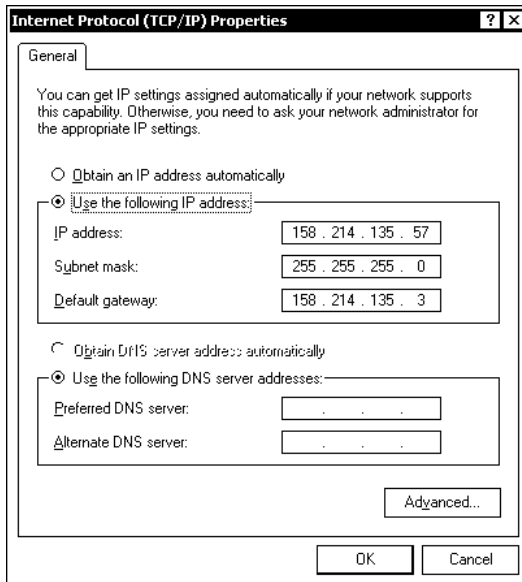 Internet Protocol (TCP/IP) Properties
General
You can get IP settings assigned automatically if your network supports
this capability. Otherwise, you need to ask your network administrator for
the appropriate IP settings.
Obtain an IP address automatically
Use the following IP address:
IP address: 158 . 214 . 135 . 57
Subnet mask: 255 . 255 . 255 . 0
Default gateway: 158 . 214 . 135 . 3
Obtain DNS server address automatically
Use the following DNS server addresses:
Preferred DNS server: . . .
Alternate DNS server: . . .
Advanced...
OK Cancel